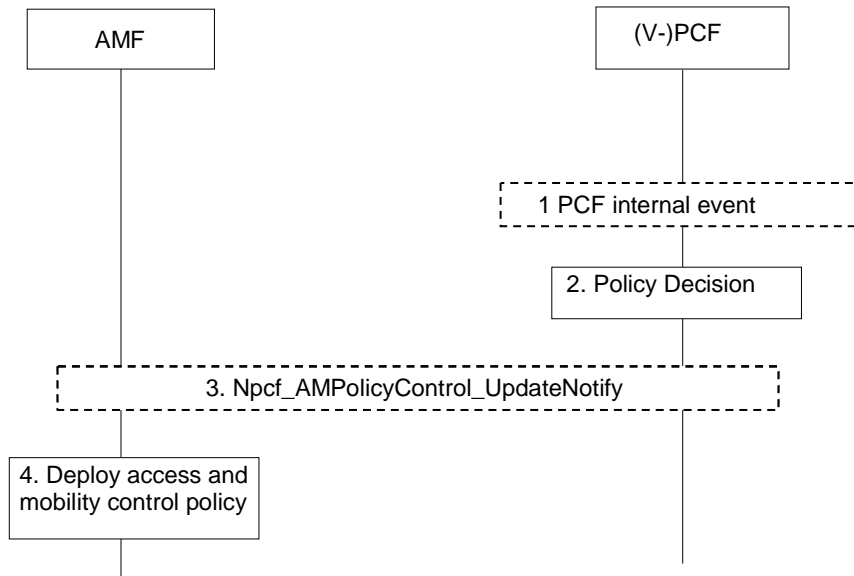 AMF
(V-)PCF
1 PCF internal event
2. Policy Decision
3. Npcf_AMPolicyControl_UpdateNotify
4. Deploy access and
mobility control policy